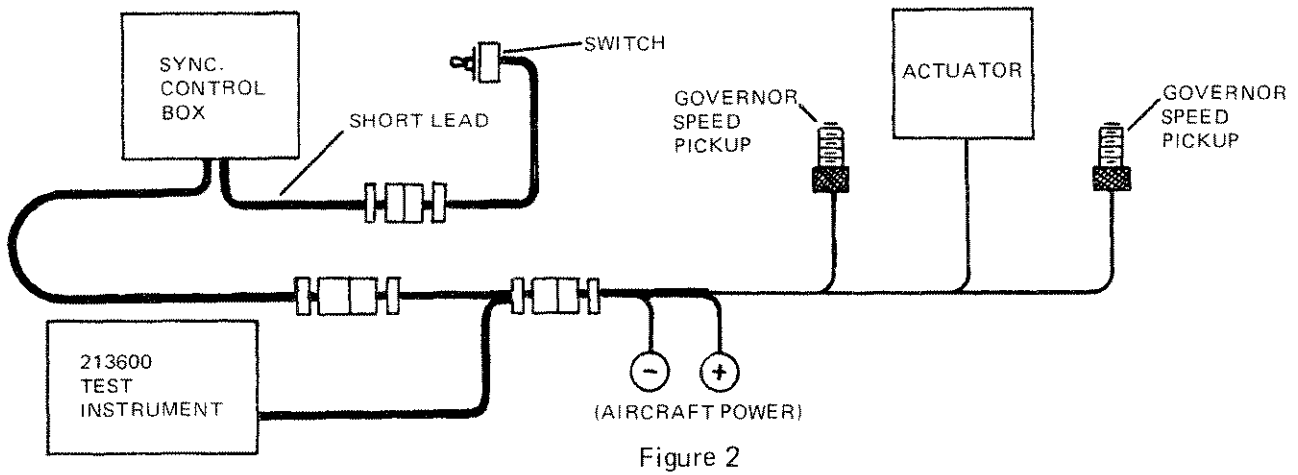 SYNC.
CONTROL
BOX
SWITCH
SHORT LEAD
GOVERNOR
SPEED
PICKUP
ACTUATOR
GOVERNOR
SPEED
PICKUP
213600
TEST
INSTRUMENT
-
+
(AIRCRAFT POWER)
Figure 2